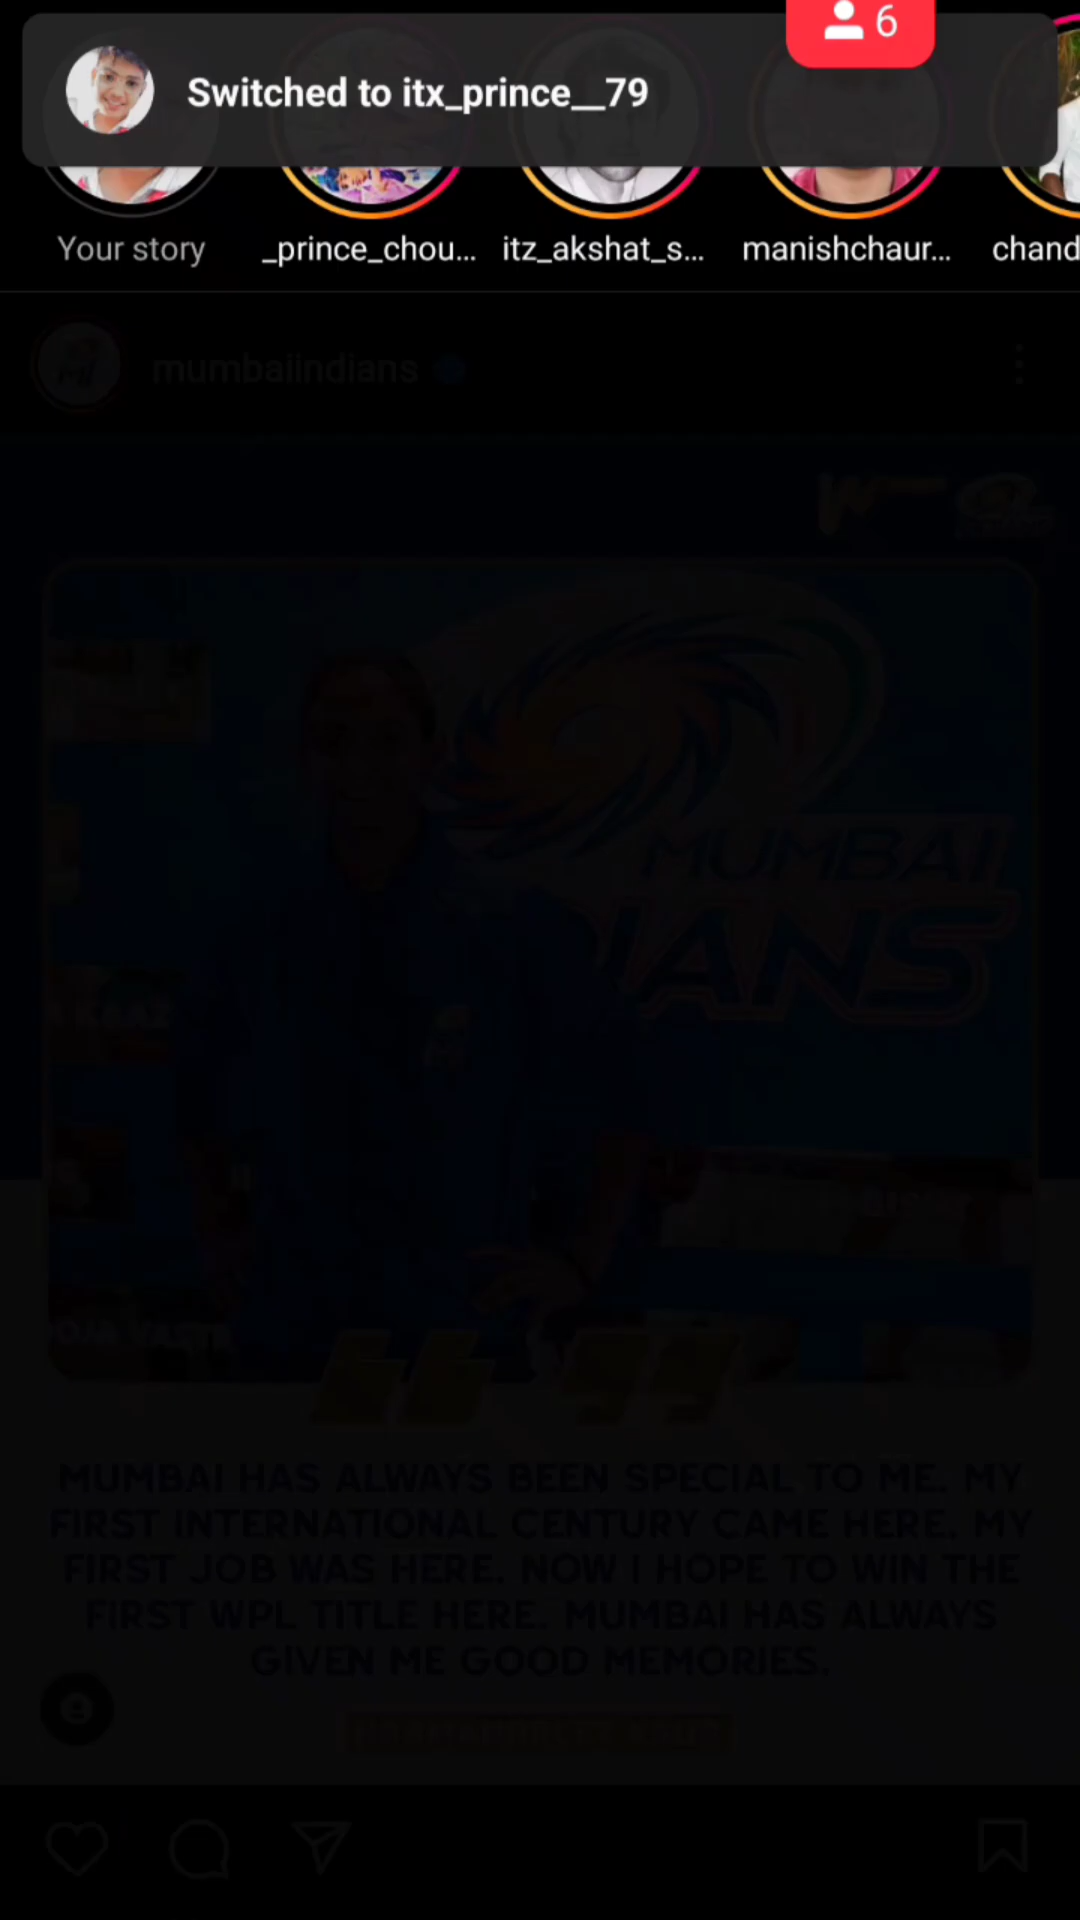 6
Switched to itx_prince__79
Your story
_prince_chou...
itz_akshat_s...
manishchaur...
chand
mumbaiindians
MUMBAI
IANS
MUMBAI HAS ALWAYS BEEN SPECIAL TO ME. MY
FIRST INTERNATIONAL CENTURY CAME HERE. MY
FIRST JOB WAS HERE. NOW I HOPE TO WIN THE
FIRST WPL TITLE HERE. MUMBAI HAS ALWAYS
GIVEN ME GOOD MEMORIES.